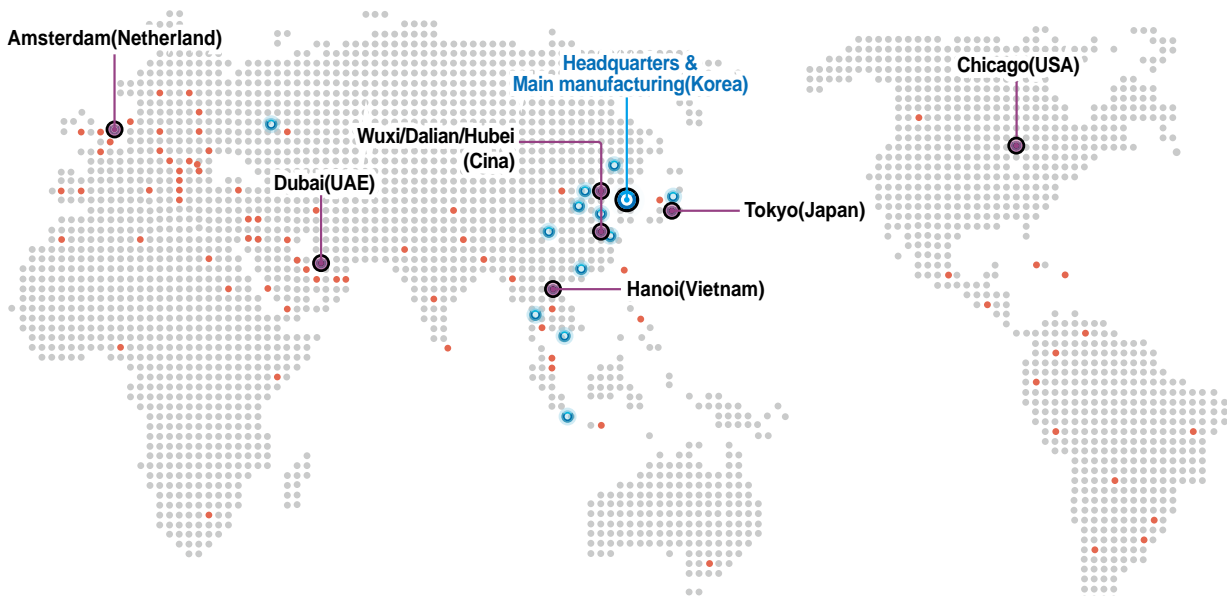 Amsterdam(Netherland)
Headquarters &
Main manufacturing(Korea)
Chicago(USA)
Wuxi/Dalian/Hubei
(Cina)
Dubai(UAE)
Tokyo(Japan)
Hanoi(Vietnam)